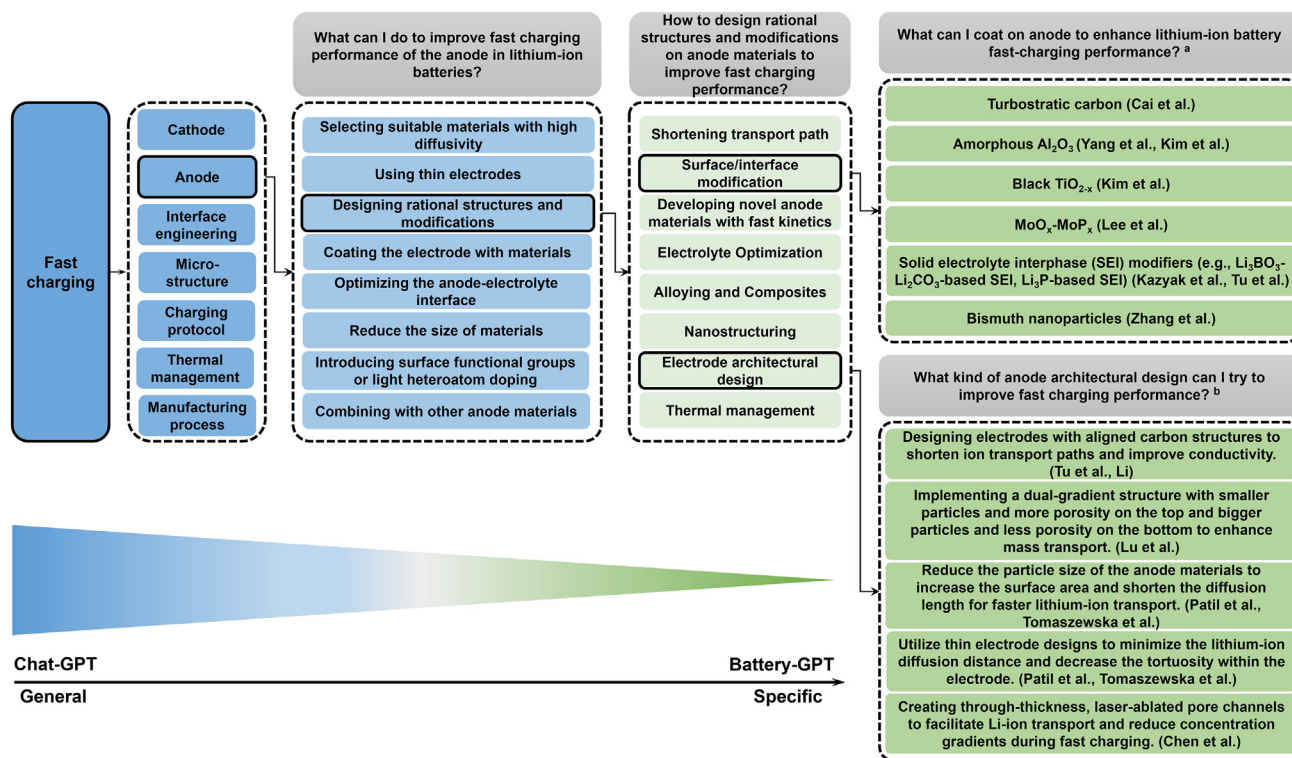 What can I do to improve fast charging
performance of the anode in lithium-ion
batteries?
How to design rational
structures and modifications
on anode materials to
improve fast charging
performance?
What can I coat on anode to enhance lithium-ion battery
fast-charging performance? ᵃ
Fast
charging
Cathode
Anode
Interface
engineering
Micro-
structure
Charging
protocol
Thermal
management
Manufacturing
process
Selecting suitable materials with high
diffusivity
Using thin electrodes
Designing rational structures and
modifications
Coating the electrode with materials
Optimizing the anode-electrolyte
interface
Reduce the size of materials
Introducing surface functional groups
or light heteroatom doping
Combining with other anode materials
Shortening transport path
Surface/interface
modification
Developing novel anode
materials with fast kinetics
Electrolyte Optimization
Alloying and Composites
Nanostructuring
Electrode architectural
design
Thermal management
Turbostratic carbon (Cai et al.)
Amorphous Al₂O₃ (Yang et al., Kim et al.)
Black TiO₂₋ₓ (Kim et al.)
MoOₓ-MoPₓ (Lee et al.)
Solid electrolyte interphase (SEI) modifiers (e.g., Li₃BO₃-
Li₂CO₃-based SEI, Li₃P-based SEI) (Kazyak et al., Tu et al.)
Bismuth nanoparticles (Zhang et al.)
What kind of anode architectural design can I try to
improve fast charging performance? ᵇ
Designing electrodes with aligned carbon structures to
shorten ion transport paths and improve conductivity.
(Tu et al., Li)
Implementing a dual-gradient structure with smaller
particles and more porosity on the top and bigger
particles and less porosity on the bottom to enhance
mass transport. (Lu et al.)
Reduce the particle size of the anode materials to
increase the surface area and shorten the diffusion
length for faster lithium-ion transport. (Patil et al.,
Tomaszewska et al.)
Utilize thin electrode designs to minimize the lithium-ion
diffusion distance and decrease the tortuosity within the
electrode. (Patil et al., Tomaszewska et al.)
Creating through-thickness, laser-ablated pore channels
to facilitate Li-ion transport and reduce concentration
gradients during fast charging. (Chen et al.)
Chat-GPT
Battery-GPT
General
Specific